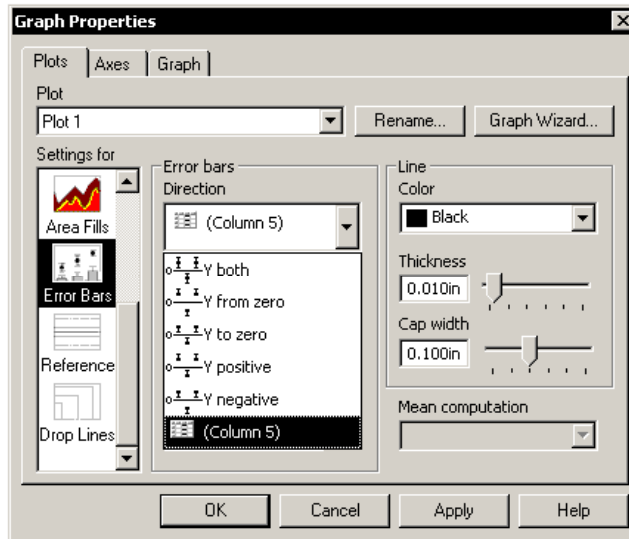 Graph Properties
Plots
Axes
Graph
Plot
Plot 1
Rename...
Graph Wizard...
Settings for
Area Fills
Error Bars
Reference
Drop Lines
Error bars
Direction
(Column 5)
Y both
Y from zero
Y to zero
Y positive
Y negative
(Column 5)
Line
Color
Black
Thickness
0.010in
Cap width
0.100in
Mean computation
OK
Cancel
Apply
Help